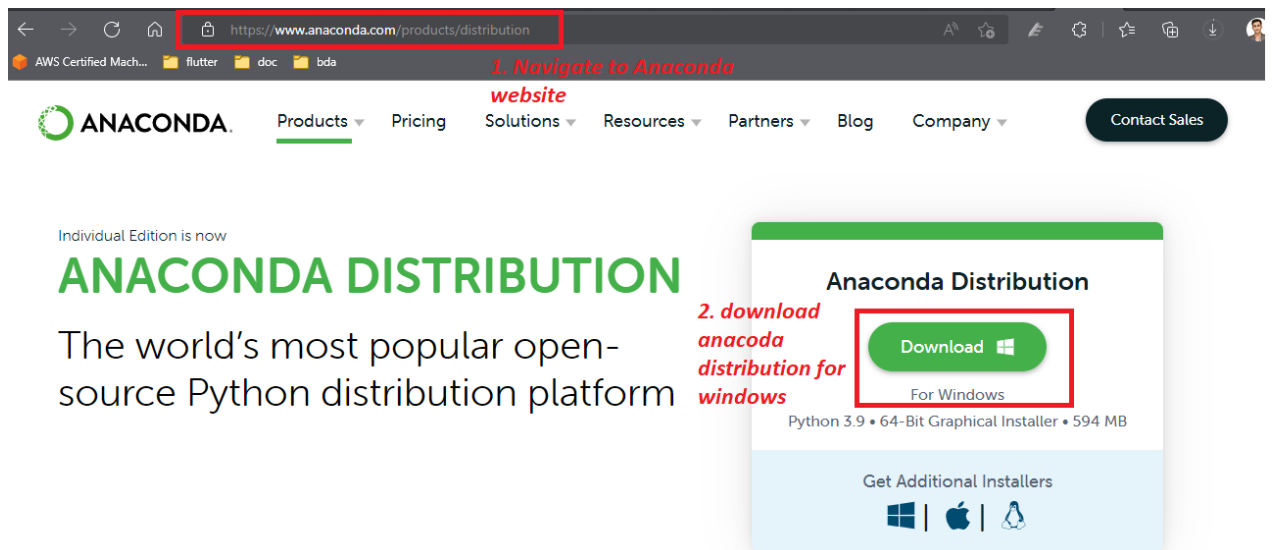 https://www.anaconda.com/products/distribution
AWS Certified Mach... flutter doc bda
1. Navigate to Anaconda
website
ANACONDA.
Products Pricing Solutions Resources Partners Blog Company Contact Sales
Individual Edition is now
ANACONDA DISTRIBUTION
The world's most popular open-
source Python distribution platform
Anaconda Distribution
2. download
anacoda
distribution for
windows
Download
For Windows
Python 3.9 • 64-Bit Graphical Installer • 594 MB
Get Additional Installers